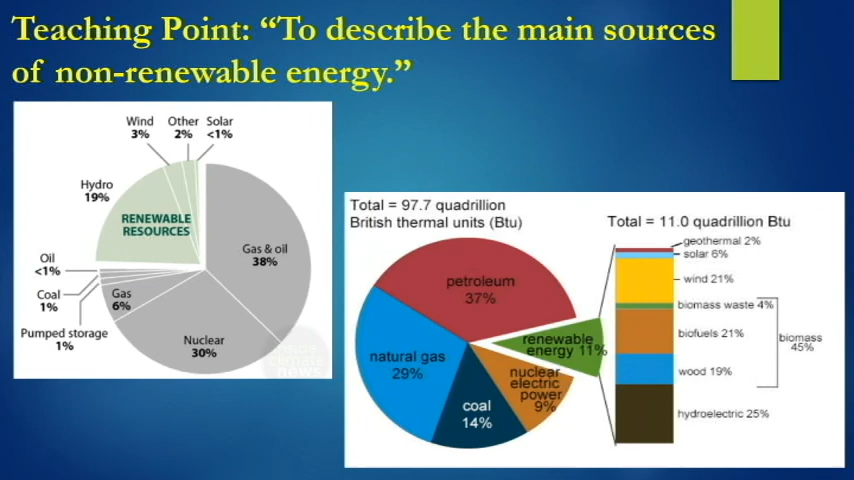 Teaching Point: “To describe the main sources
of non-renewable energy.”
Wind
3%
Other
2%
Solar
<1%
Hydro
19%
RENEWABLE
RESOURCES
Gas & oil
38%
Oil
<1%
Coal
1%
Gas
6%
Pumped storage
1%
Nuclear
30%
inside
climate
news
Total = 97.7 quadrillion
British thermal units (Btu)
petroleum
37%
natural gas
29%
coal
14%
nuclear
electric
power
9%
renewable
energy 11%
Total = 11.0 quadrillion Btu
geothermal 2%
solar 6%
wind 21%
biomass waste 4%
biofuels 21%
wood 19%
biomass
45%
hydroelectric 25%